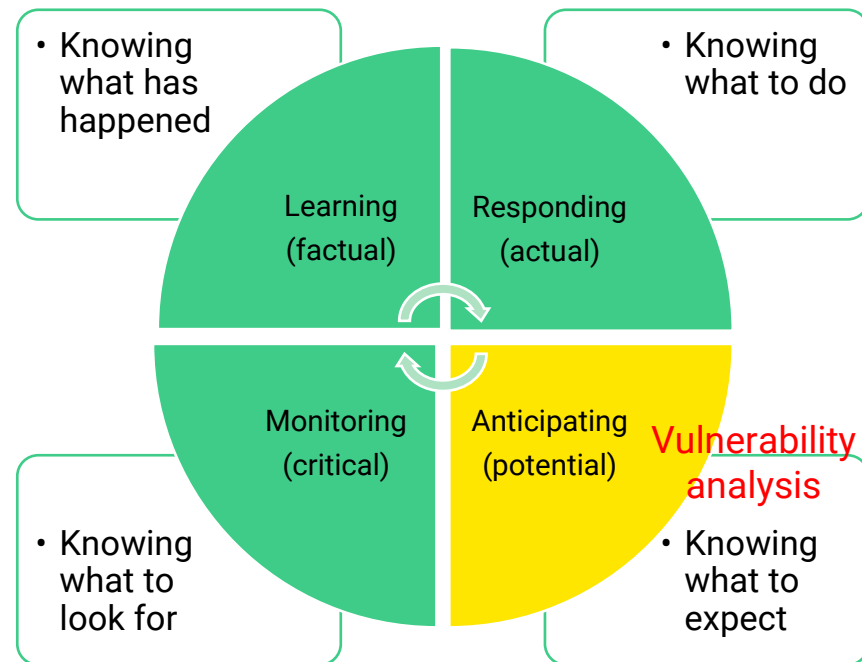 • Knowing
what has
happened
• Knowing
what to do
Learning
(factual)
Responding
(actual)
Monitoring
(critical)
Anticipating
(potential)
Vulnerability
analysis
• Knowing
what to
look for
• Knowing
what to
expect